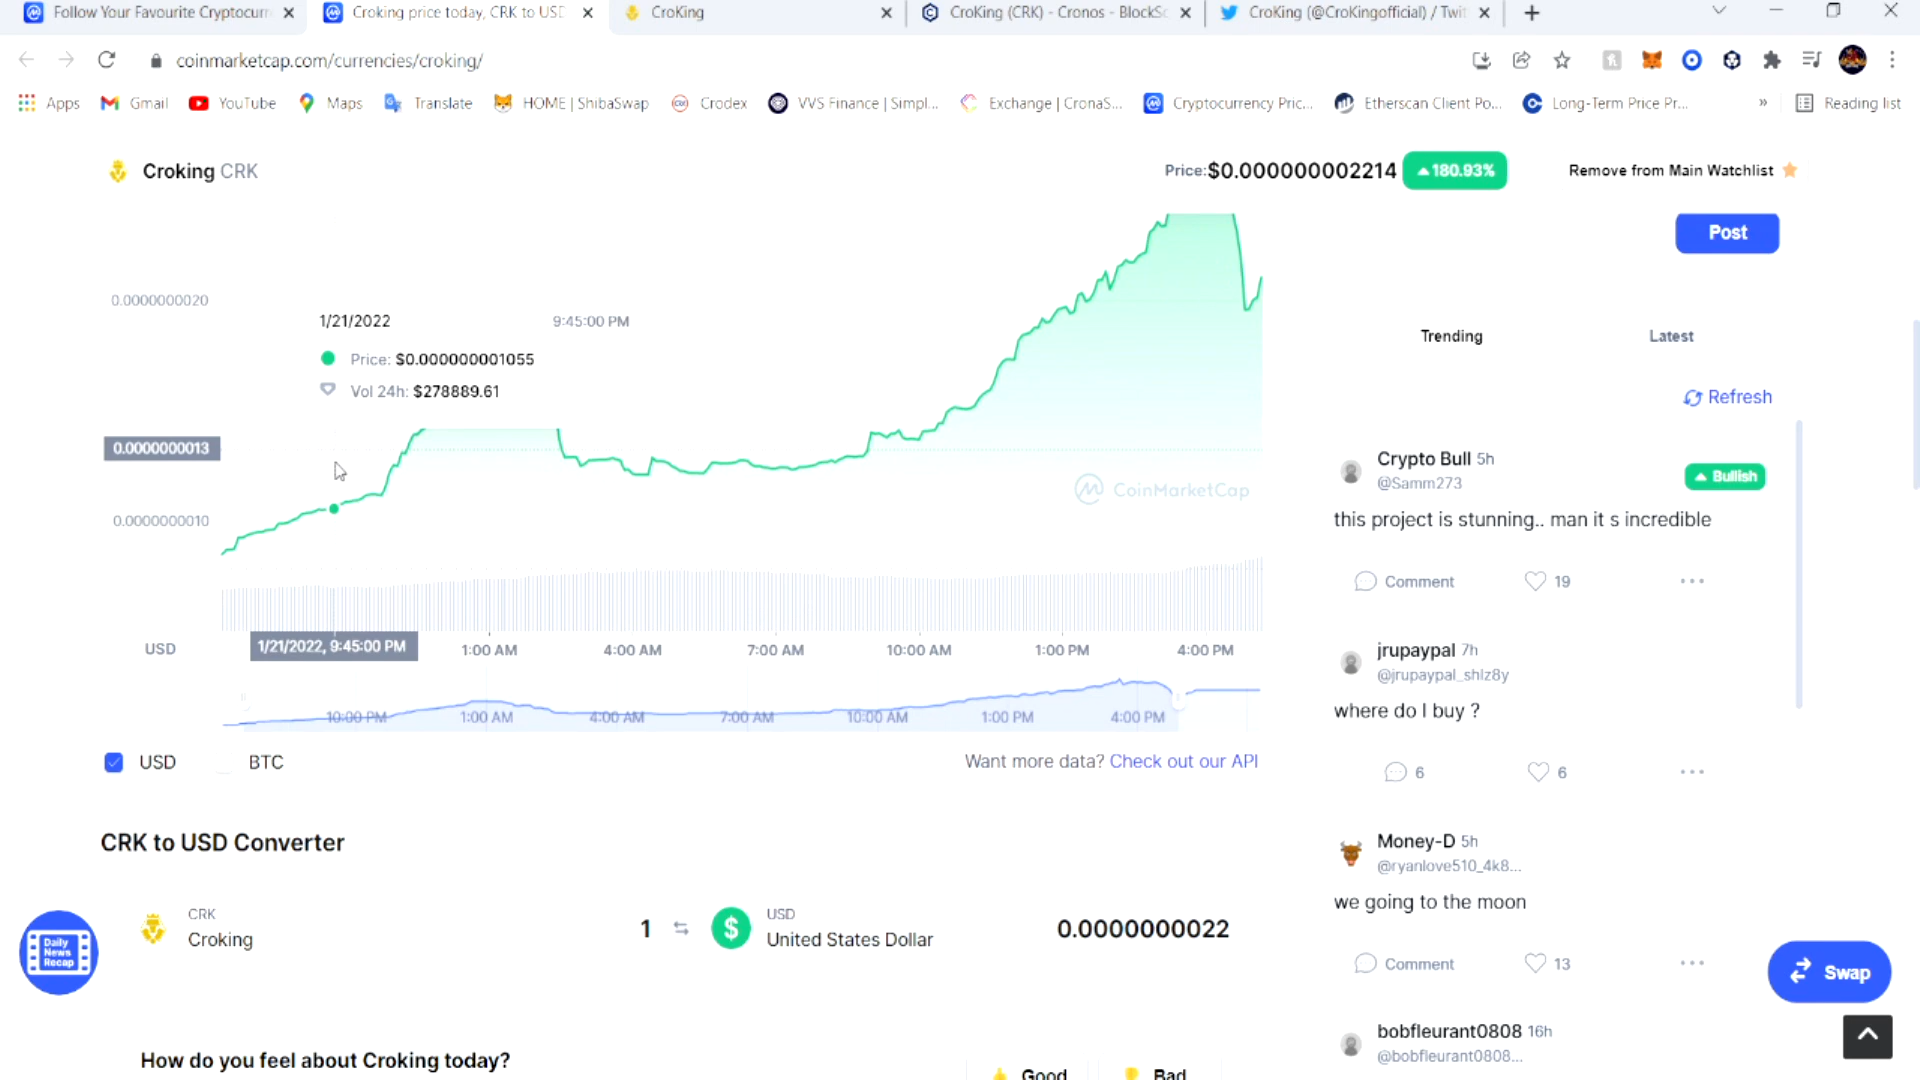 Follow Your Favourite Cryptocurr
Croking price today, CRK to USD
CroKing
CroKing (CRK) - Cronos - BlockSc
CroKing (@CroKingofficial) / Twit
coinmarketcap.com/currencies/croking/
Apps
Gmail
YouTube
Maps
Translate
HOME | ShibaSwap
Crodex
VVS Finance | Simpl...
Exchange | CronaS...
Cryptocurrency Pric...
Etherscan Client Po...
Long-Term Price Pr...
»
Reading list
Croking CRK
Price:$0.000000002214
180.93%
Remove from Main Watchlist
Post
0.0000000020
1/21/2022 9:45:00 PM
Price: $0.000000001055
Vol 24h: $278889.61
0.0000000013
0.0000000010
CoinMarketCap
USD
1/21/2022, 9:45:00 PM
1:00 AM
4:00 AM
7:00 AM
10:00 AM
1:00 PM
4:00 PM
10:00 PM
1:00 AM
4:00 AM
7:00 AM
10:00 AM
1:00 PM
4:00 PM
USD
BTC
Want more data? Check out our API
Trending
Latest
Refresh
Crypto Bull 5h
@Samm273
Bullish
this project is stunning.. man it s incredible
Comment
19
jrupaypal 7h
@jrupaypal_shlz8y
where do I buy ?
6
6
Money-D 5h
@ryanlove510_4k8...
we going to the moon
Comment
13
bobfleurant0808 16h
@bobfleurant0808...
CRK to USD Converter
CRK
Croking
1
USD
United States Dollar
0.0000000022
Daily
News
Recap
Swap
How do you feel about Croking today?
Good
Bad